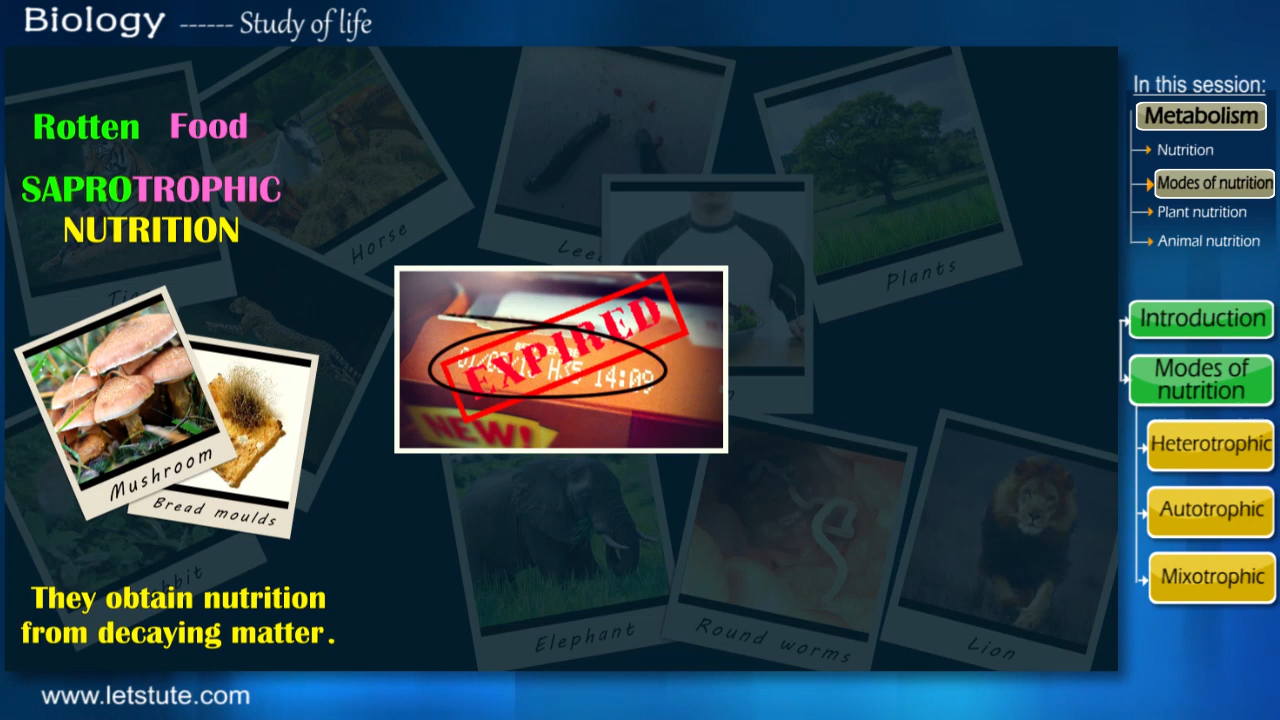 Biology ------ Study of life
In this session:
Metabolism
Nutrition
Modes of nutrition
Plant nutrition
Animal nutrition
Introduction
Modes of
nutrition
Heterotrophic
Autotrophic
Mixotrophic
Rotten Food
SAPROTROPHIC
NUTRITION
Horse
Plants
Mushroom
Bread moulds
EXPIRED
14:09
NEW!
Elephant
Round worms
Lion
They obtain nutrition
from decaying matter.
www.letstute.com